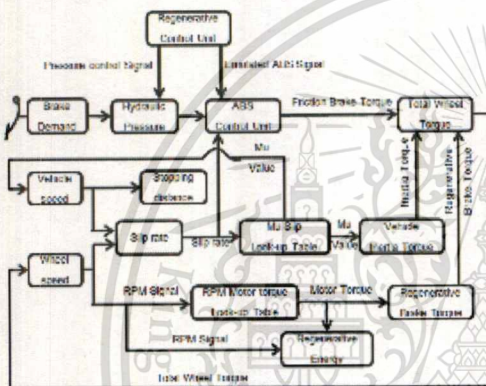 Regenerative
Control Unit
Pressure control Signal
Simulated ABS Signal
Brake
Demand
Hydraulic
Pressure
ABS
Control Unit
Friction Brake Torque
Total Wheel
Torque
Mu
Value
Vehicle
speed
Stopping
distance
Inertia Torque
Regenerative
Brake Torque
Slip rate
Slip rate
Mu Slip
Look-up Table
Mu
Value
Vehicle
Inertia Torque
Wheel
speed
RPM Signal
RPM Motor torque
Look-up Table
Motor Torque
Regenerative
Brake Torque
RPM Signal
Regenerative
Energy
Total Wheel Torque